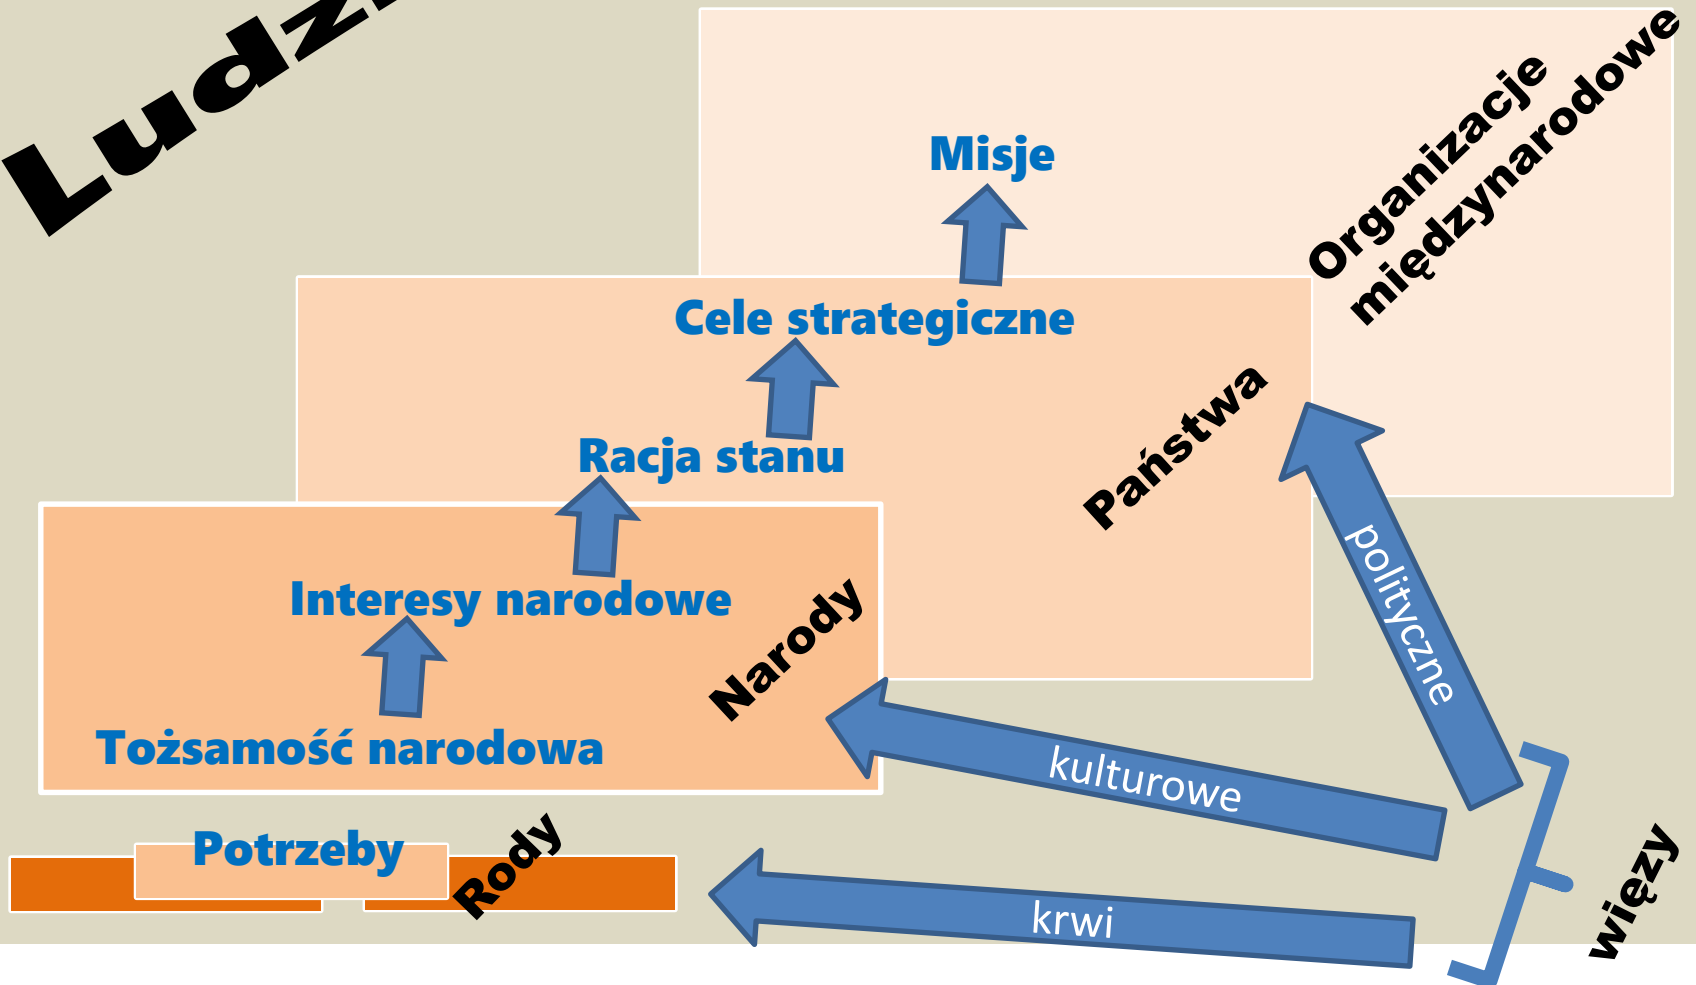 Misje
Organizacje
międzynarodowe
Cele strategiczne
Państwa
Racja stanu
Interesy narodowe
Narody
Tożsamość narodowa
Potrzeby
Rody
polityczne
kulturowe
krwi
więzy